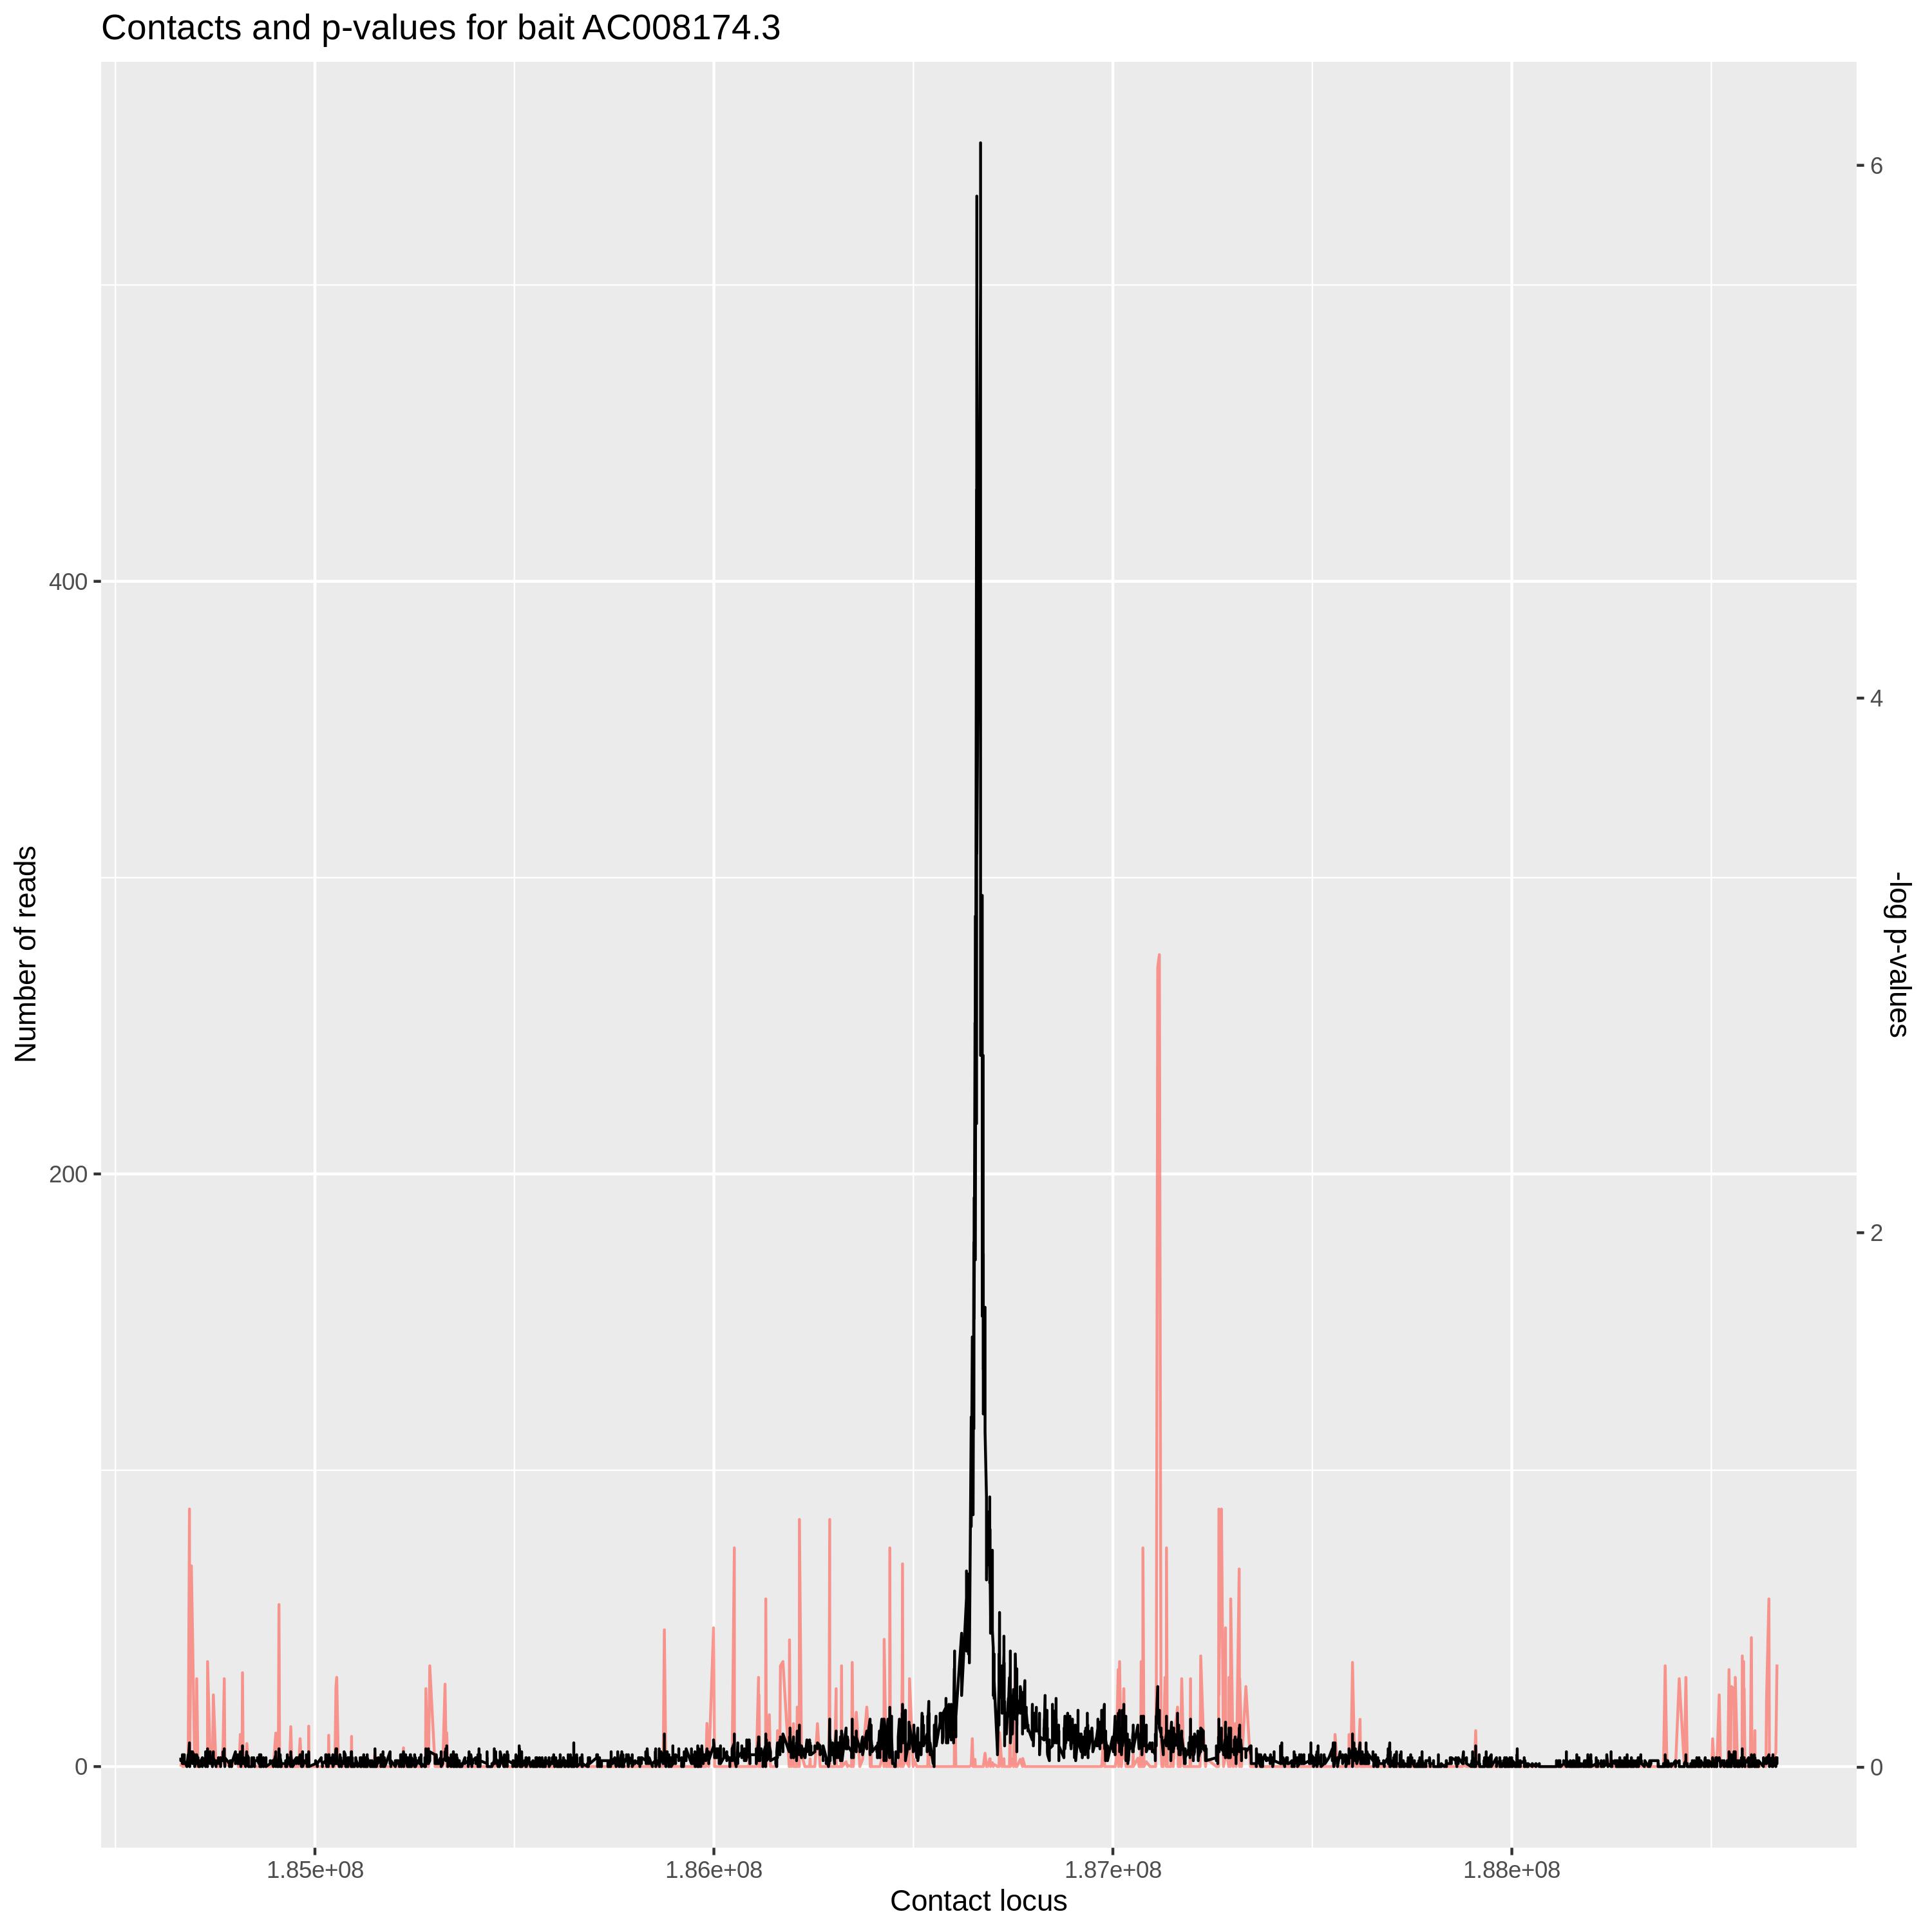 Contacts and p-values for bait AC008174.3
Number of reads
400
200
0
6
4
2
0
-log p-values
1.85e+08
1.86e+08
1.87e+08
1.88e+08
Contact locus